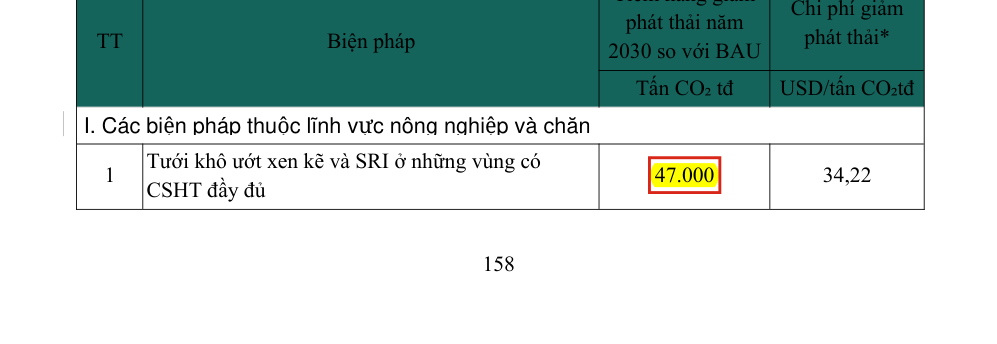 TT
Biện pháp
phát thải năm
2030 so với BAU
Chi phí giảm
phát thải*
Tấn CO₂ tđ
USD/tấn CO₂tđ
I. Các biện pháp thuộc lĩnh vực nông nghiệp và chăn
1
Tưới khô ướt xen kẽ và SRI ở những vùng có
CSHT đầy đủ
47.000
34,22
158